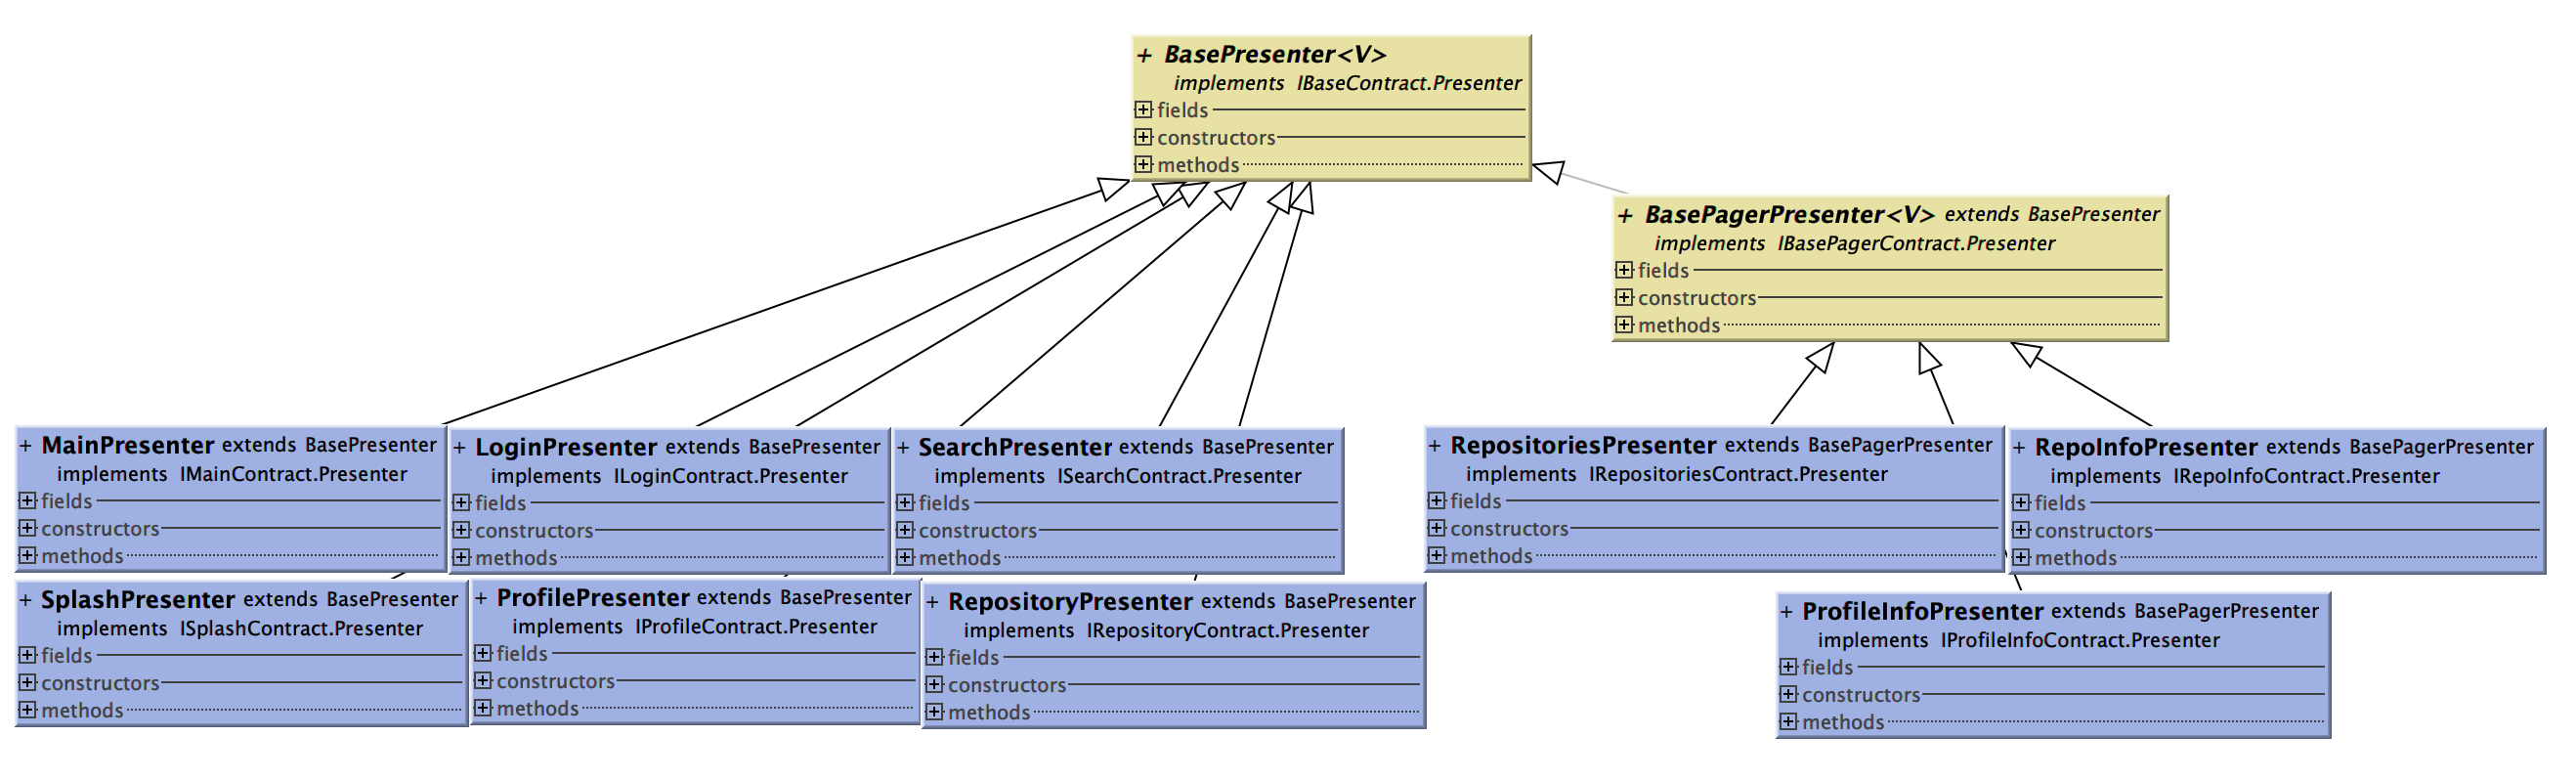 + BasePresenter<V>
implements IBaseContract.Presenter
fields
constructors
methods
+ BasePagerPresenter<V> extends BasePresenter
implements IBasePagerContract.Presenter
fields
constructors
methods
+ MainPresenter extends BasePresenter
implements IMainContract.Presenter
fields
constructors
methods
+ LoginPresenter extends BasePresenter
implements ILoginContract.Presenter
fields
constructors
methods
+ SearchPresenter extends BasePresenter
implements ISearchContract.Presenter
fields
constructors
methods
+ RepositoriesPresenter extends BasePagerPresenter
implements IRepositoriesContract.Presenter
fields
constructors
methods
+ RepoInfoPresenter extends BasePagerPresenter
implements IRepoInfoContract.Presenter
fields
constructors
methods
+ SplashPresenter extends BasePresenter
implements ISplashContract.Presenter
fields
constructors
methods
+ ProfilePresenter extends BasePresenter
implements IProfileContract.Presenter
fields
constructors
methods
+ RepositoryPresenter extends BasePresenter
implements IRepositoryContract.Presenter
fields
constructors
methods
+ ProfileInfoPresenter extends BasePagerPresenter
implements IProfileInfoContract.Presenter
fields
constructors
methods